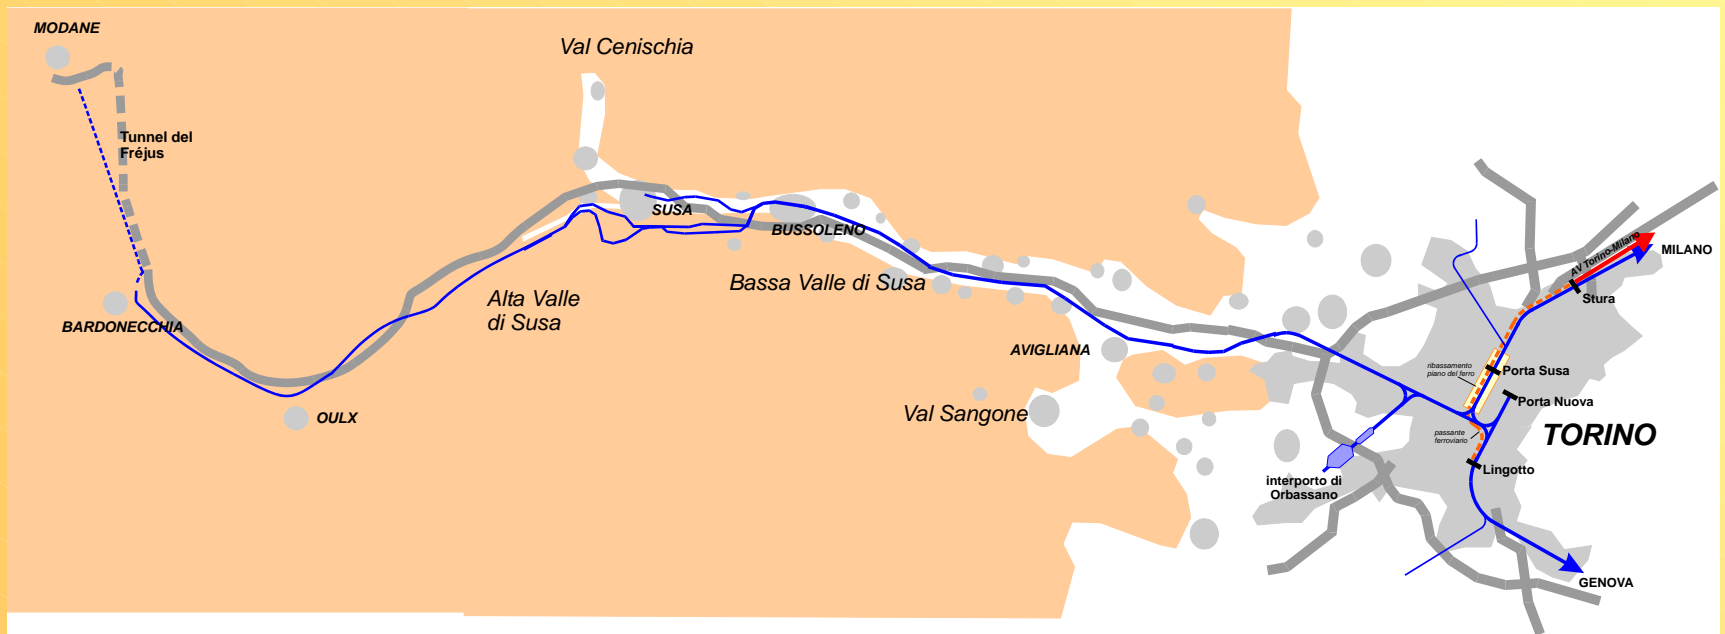 MODANE
Val Cenischia
Tunnel del
Fréjus
SUSA
BUSSOLENO
Bassa Valle di Susa
Alta Valle
di Susa
BARDONECCHIA
OULX
AVIGLIANA
Val Sangone
AV Torino-Milano
MILANO
Stura
ribassamento
piano del ferro
Porta Susa
Porta Nuova
passante
ferroviario
TORINO
Lingotto
interporto di
Orbassano
GENOVA